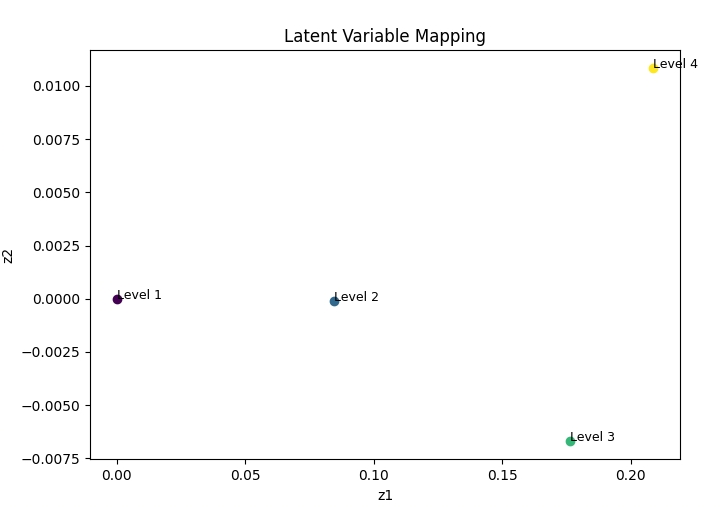 Latent Variable Mapping
z2
0.0100
0.0075
0.0050
0.0025
0.0000
−0.0025
−0.0050
−0.0075
Level 4
Level 1
Level 2
Level 3
0.00 0.05 0.10 0.15 0.20
z1